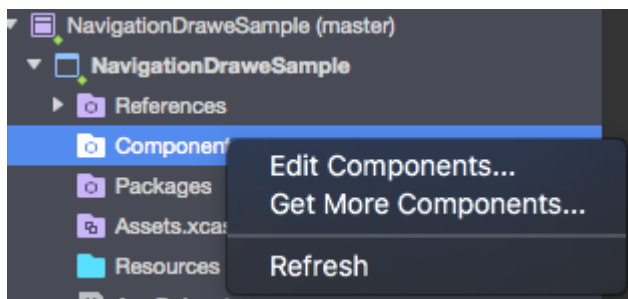 NavigationDraweSample (master)
NavigationDraweSample
References
Edit Components...
Packages
Get More Components...
Resources
Refresh